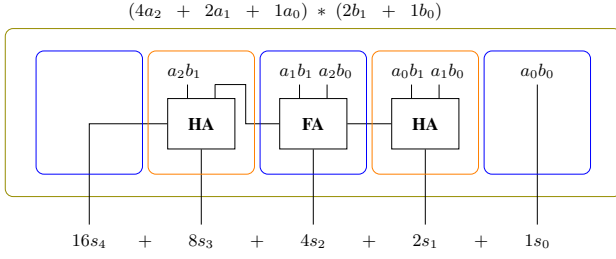 (4a₂ + 2a₁ + 1a₀) * (2b₁ + 1b₀)
a₂b₁ a₁b₁ a₂b₀ a₀b₁ a₁b₀ a₀b₀
HA FA HA
16s₄ + 8s₃ + 4s₂ + 2s₁ + 1s₀